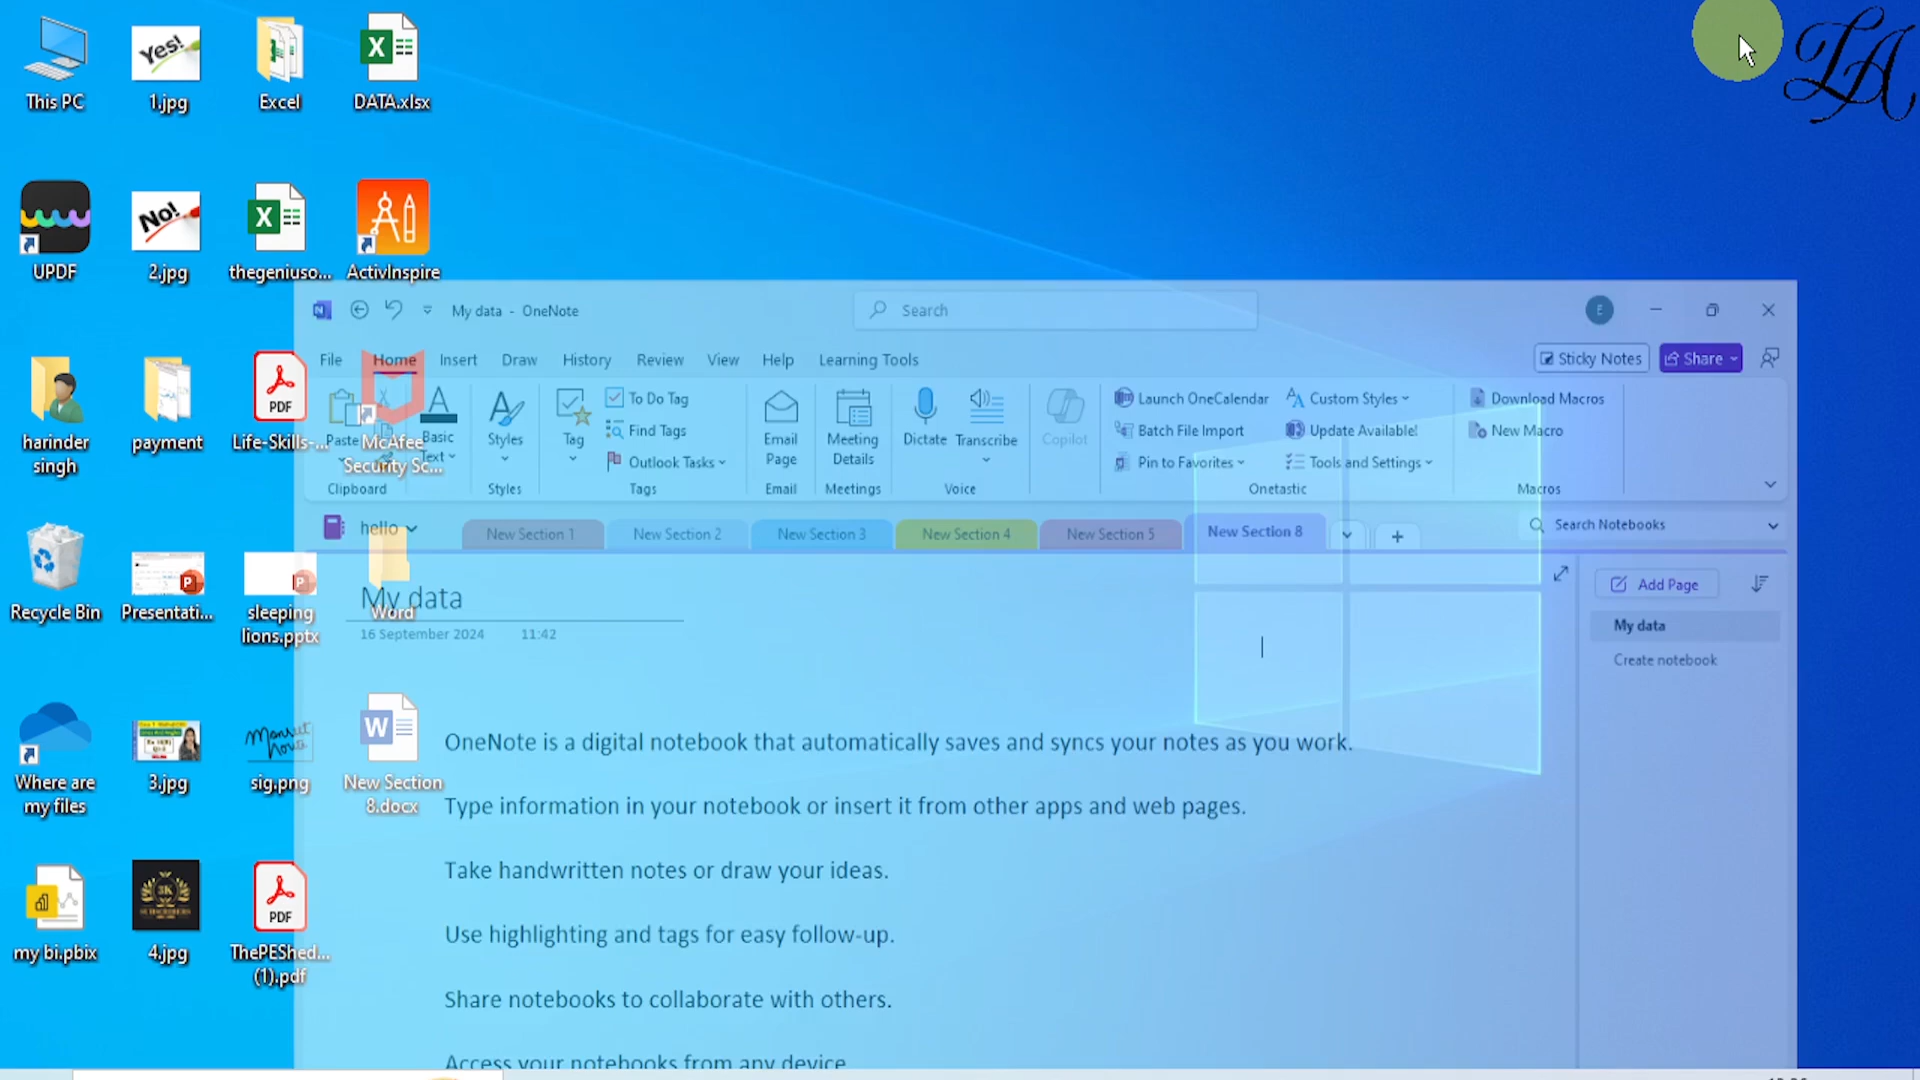 LA
This PC
1.jpg
Excel
DATA.xlsx
Yes!
UPDF
2.jpg
thegeniuso...
ActivInspire
No!
My data - OneNote
Search
E
File Home Insert Draw History Review View Help Learning Tools
Sticky Notes
Share
harinder
singh
payment
PDF
Life-Skills-...
McAfee
Security Sc...
Paste
Clipboard
Basic
Text
Styles
Styles
Tag
To Do Tag
Find Tags
Outlook Tasks
Tags
Email
Page
Email
Meeting
Details
Meetings
Dictate
Transcribe
Voice
Copilot
Launch OneCalendar
Batch File Import
Pin to Favorites
Custom Styles
Update Available!
Tools and Settings
Onetastic
Download Macros
New Macro
Macros
hello
New Section 1
New Section 2
New Section 3
New Section 4
New Section 5
New Section 8
Search Notebooks
Recycle Bin
Presentati...
sleeping
lions.pptx
Word
My data
16 September 2024 11:42
Add Page
My data
Create notebook
Where are
my files
3.jpg
sig.png
New Section
8.docx
OneNote is a digital notebook that automatically saves and syncs your notes as you work.
Type information in your notebook or insert it from other apps and web pages.
Take handwritten notes or draw your ideas.
Use highlighting and tags for easy follow-up.
Share notebooks to collaborate with others.
Access your notebooks from any device
my bi.pbix
4.jpg
3K
PDF
ThePEShed...
(1).pdf